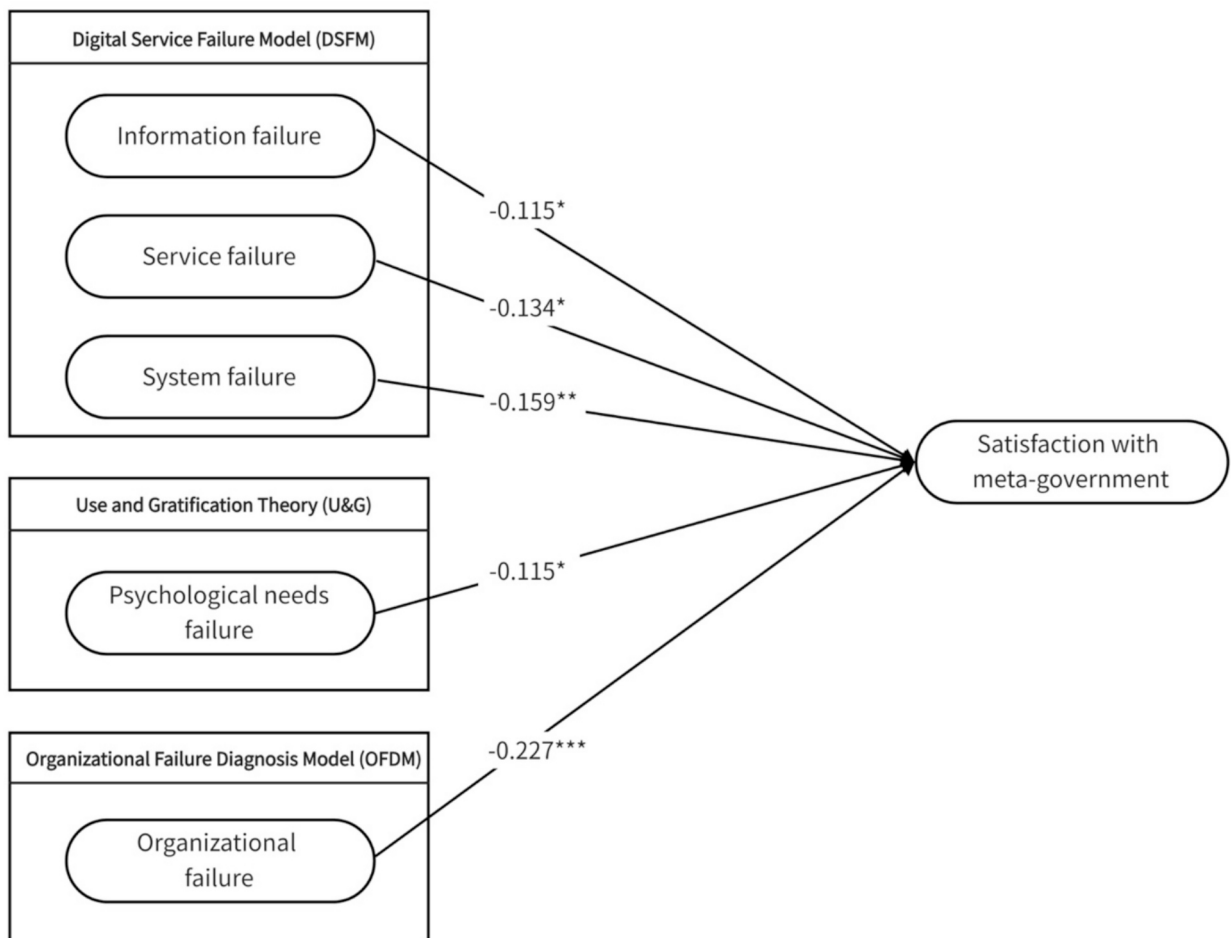 Digital Service Failure Model (DSFM)
Information failure
-0.115*
Service failure
-0.134*
System failure
-0.159**
Satisfaction with
meta-government
Use and Gratification Theory (U&G)
Psychological needs
failure
-0.115*
Organizational Failure Diagnosis Model (OFDM)
-0.227***
Organizational
failure